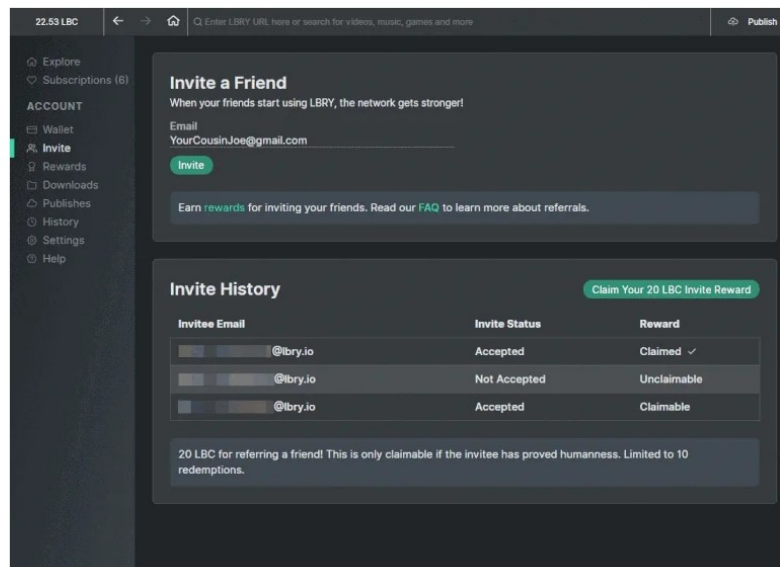 22.53 LBC
Enter LBRY URL here or search for videos, music, games and more
Publish
Explore
Subscriptions (6)
ACCOUNT
Wallet
Invite
Rewards
Downloads
Publishes
History
Settings
Help
Invite a Friend
When your friends start using LBRY, the network gets stronger!
Email
YourCousinJoe@gmail.com
Invite
Earn rewards for inviting your friends. Read our FAQ to learn more about referrals.
Invite History
Claim Your 20 LBC Invite Reward
Invitee Email Invite Status Reward
@lbry.io Accepted Claimed ✓
@lbry.io Not Accepted Unclaimable
@lbry.io Accepted Claimable
20 LBC for referring a friend! This is only claimable if the invitee has proved humanness. Limited to 10
redemptions.